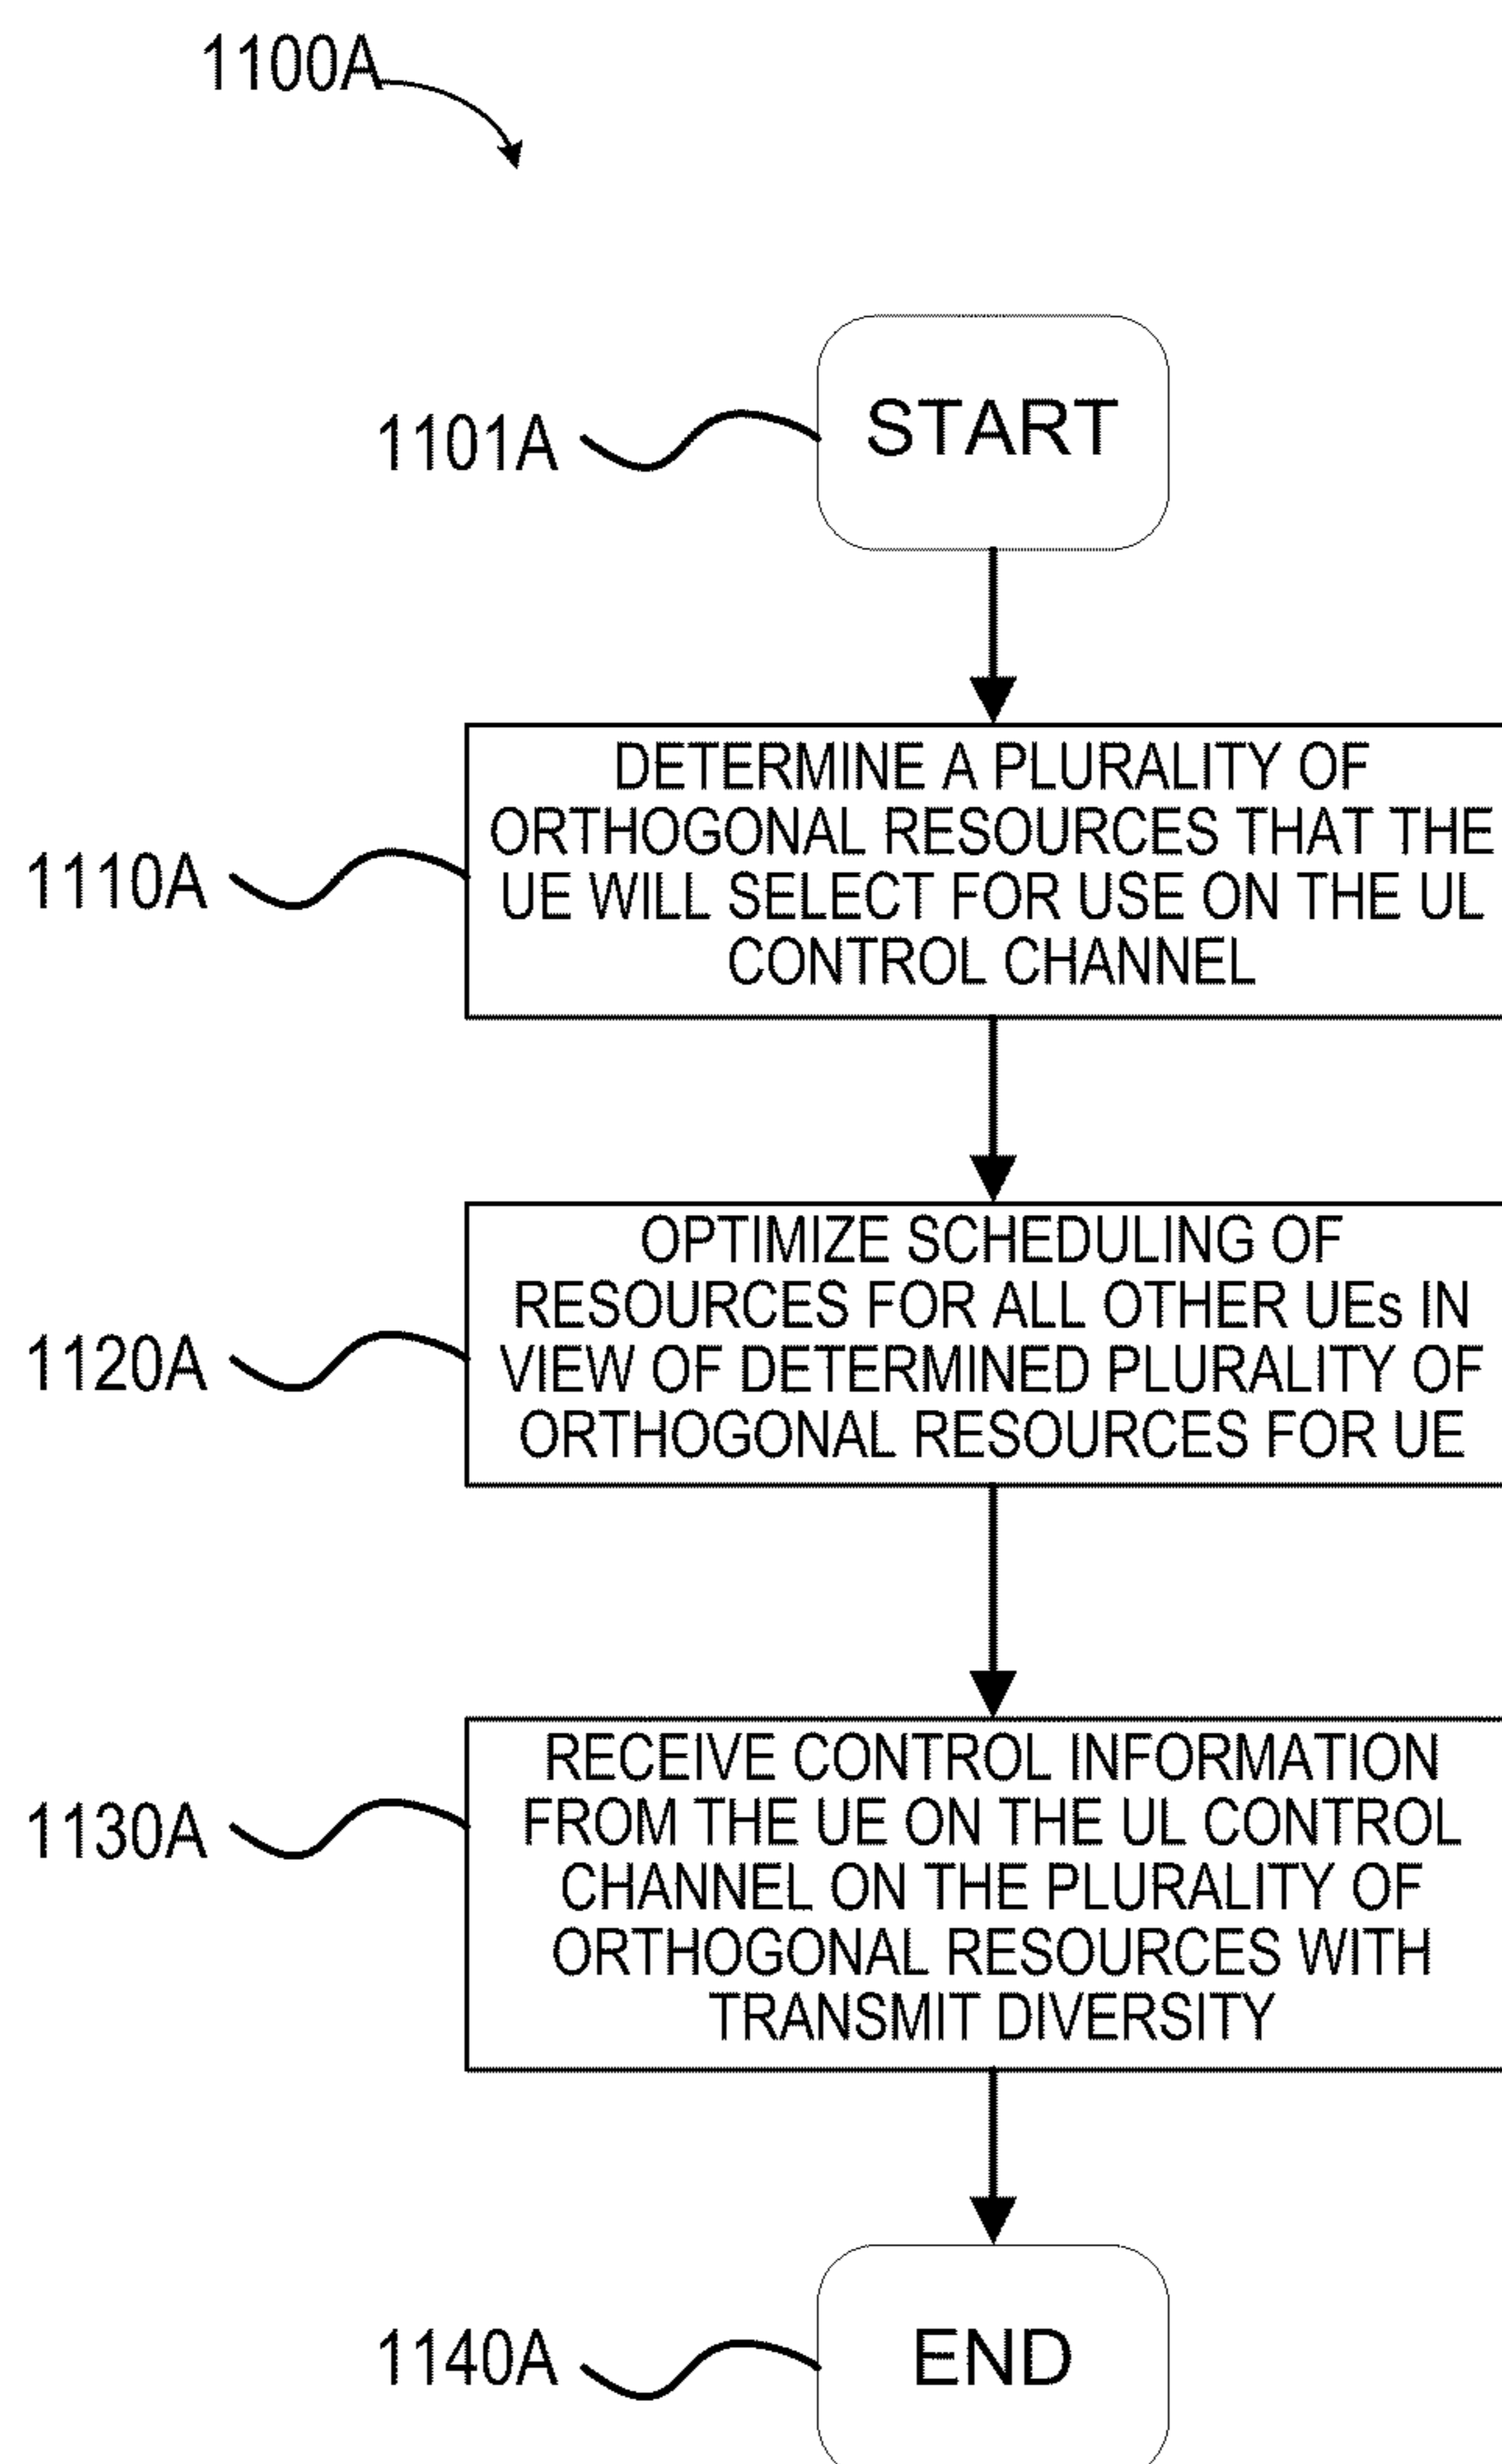 1100A
1101A
START
1110A
DETERMINE A PLURALITY OF
ORTHOGONAL RESOURCES THAT THE
UE WILL SELECT FOR USE ON THE UL
CONTROL CHANNEL
1120A
OPTIMIZE SCHEDULING OF
RESOURCES FOR ALL OTHER UEs IN
VIEW OF DETERMINED PLURALITY OF
ORTHOGONAL RESOURCES FOR UE
1130A
RECEIVE CONTROL INFORMATION
FROM THE UE ON THE UL CONTROL
CHANNEL ON THE PLURALITY OF
ORTHOGONAL RESOURCES WITH
TRANSMIT DIVERSITY
1140A
END